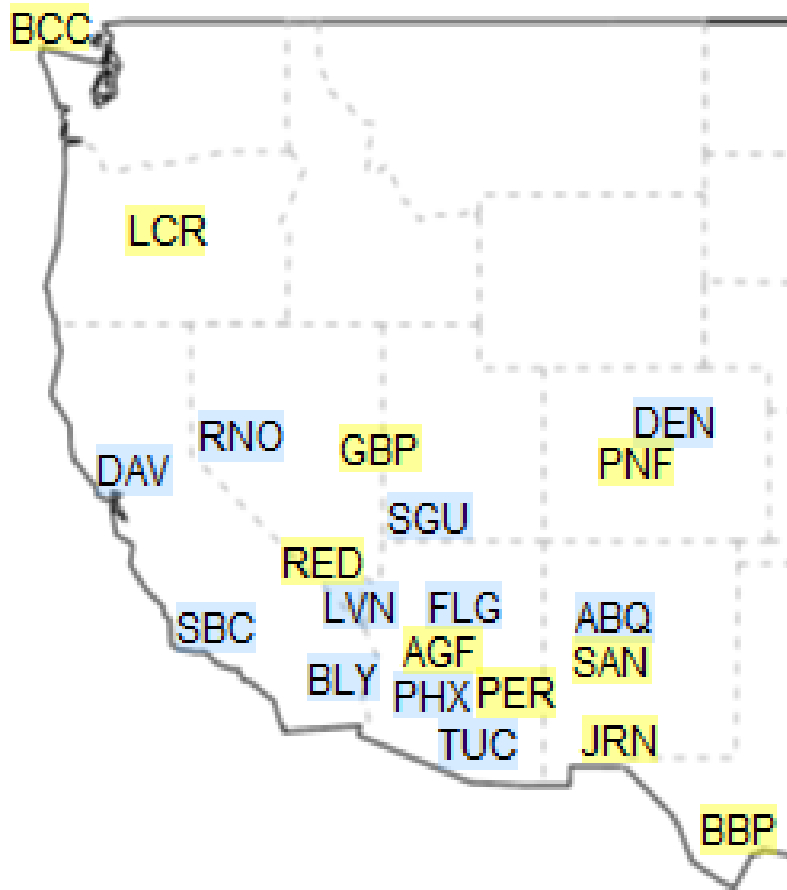 BCC
LCR
DEN
RNO
GBP
PNF
DAV
SGU
RED
LVN
FLG
ABQ
SBC
AGF
SAN
BLY
PHX
PER
TUC
JRN
BBP